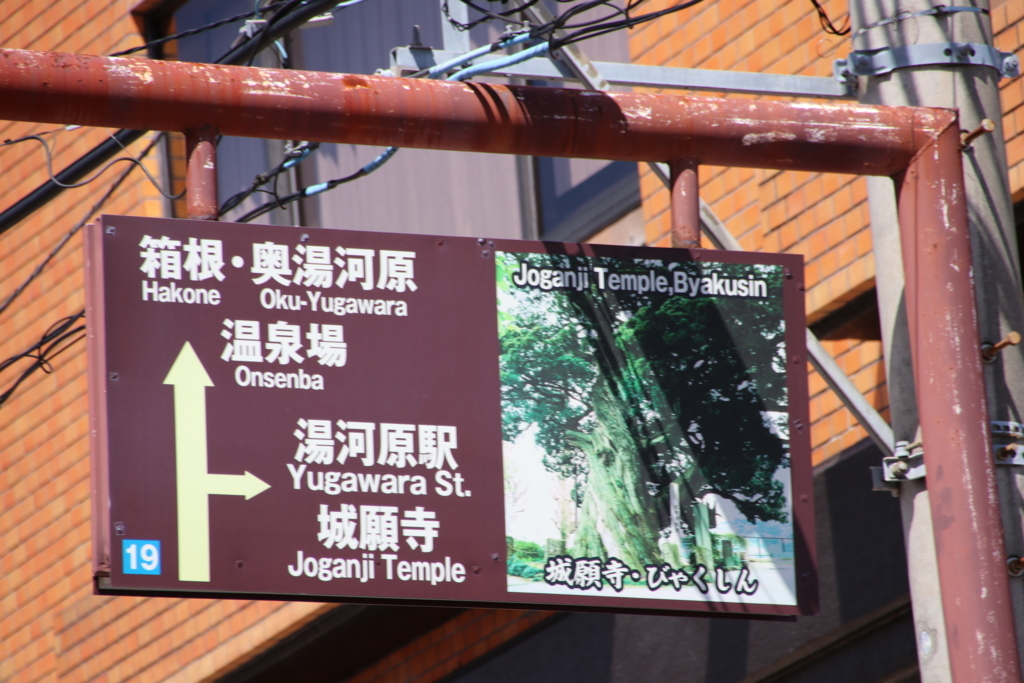 箱根・奥湯河原
Hakone Oku-Yugawara
温泉場
Onsenba
湯河原駅
Yugawara St.
城願寺
Joganji Temple
19
Joganji Temple,Byakusin
城願寺・びゃくしん